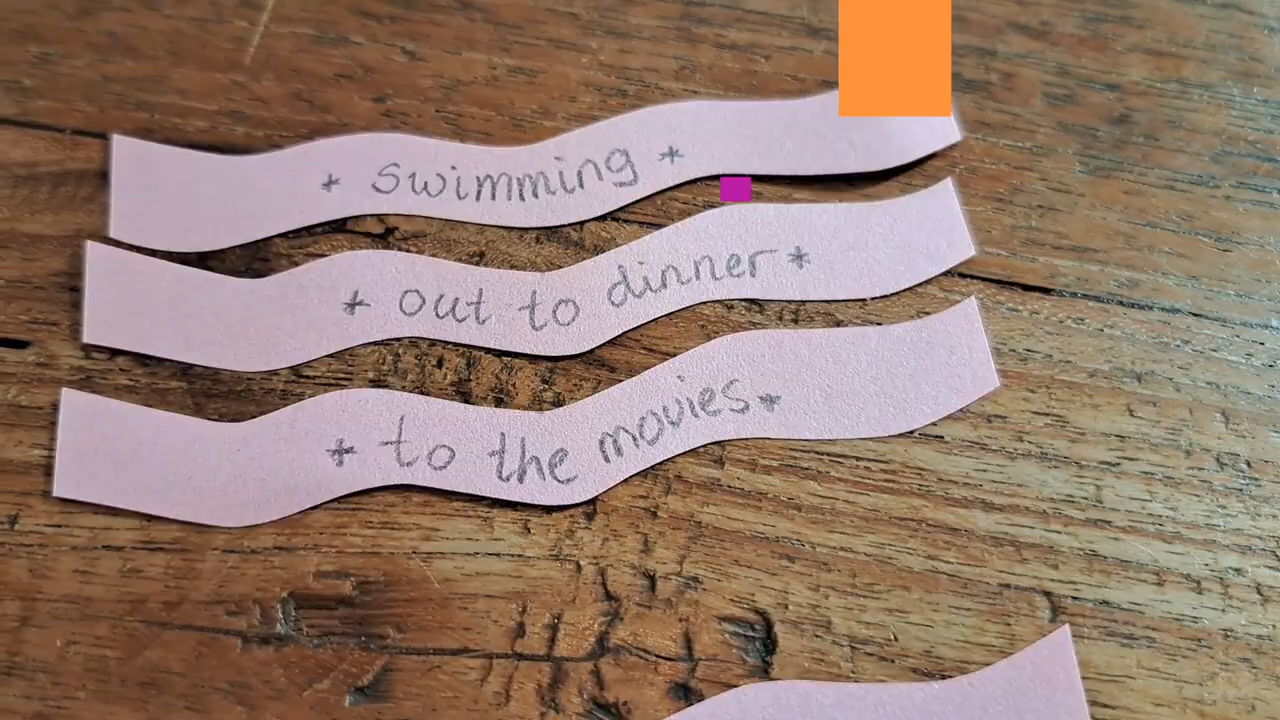 * swimming *
* out to dinner *
* to the movies *